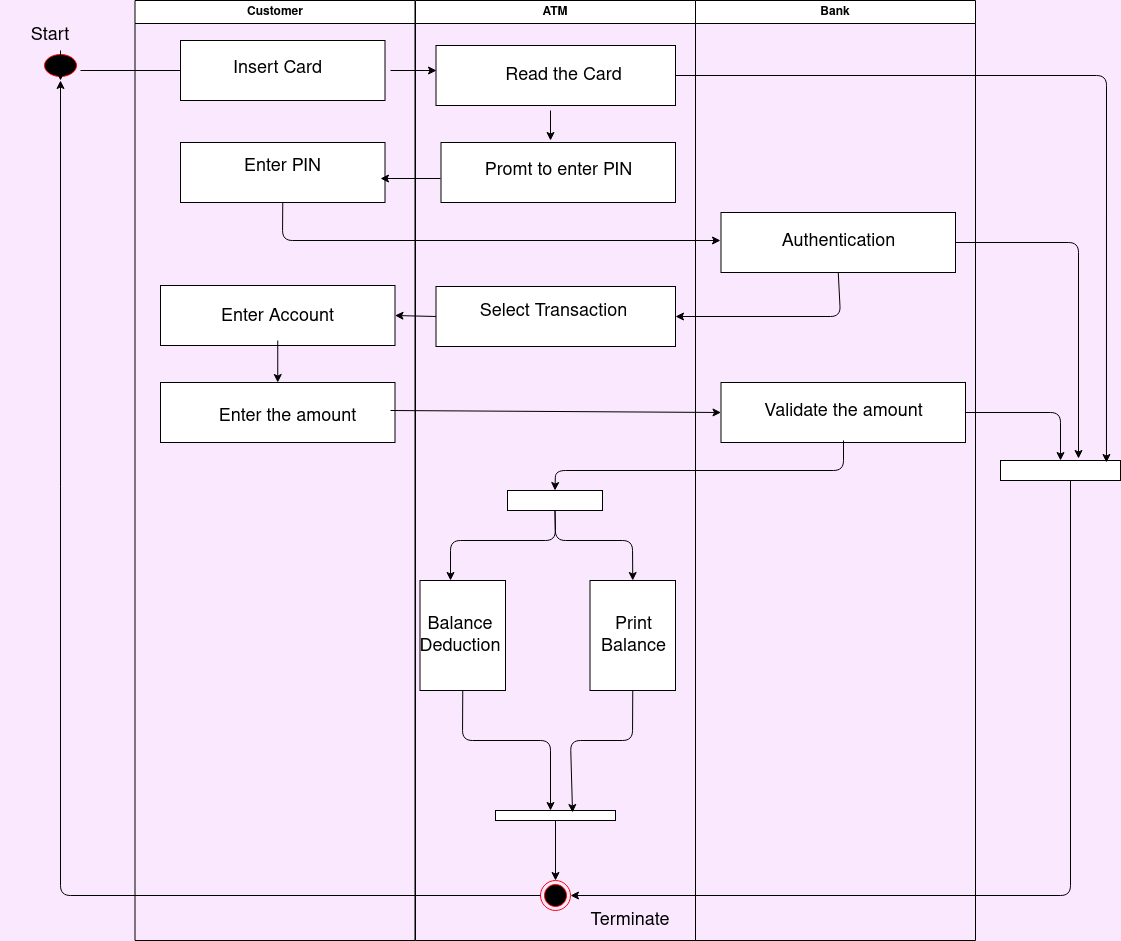 Customer
ATM
Bank
Start
Insert Card
Read the Card
Enter PIN
Promt to enter PIN
Authentication
Enter Account
Select Transaction
Enter the amount
Validate the amount
Balance
Deduction
Print
Balance
Terminate